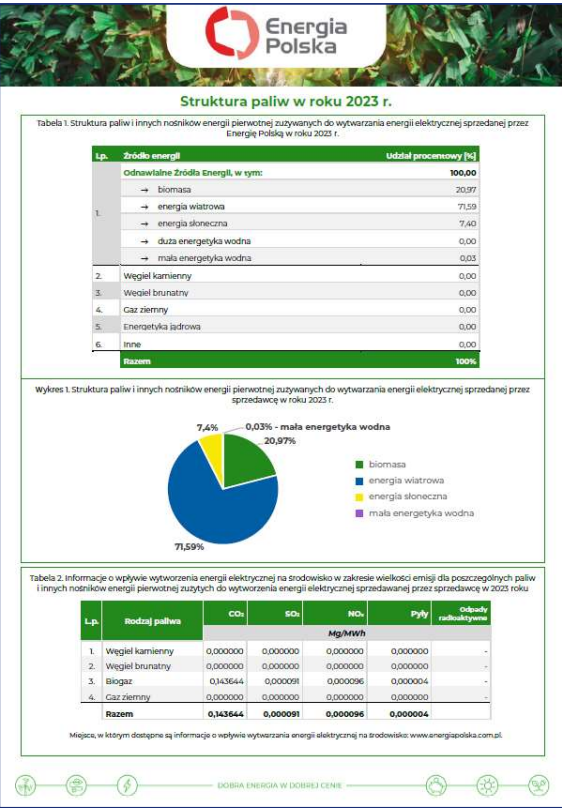 Energia
Polska
Struktura paliw w roku 2023 r.
Tabela 1. Struktura paliw i innych nośników energii pierwotnej zużywanych do wytwarzania energii elektrycznej sprzedanej przez
Energię Polską w roku 2023 r.
Lp. Źródło energii Udział procentowy [%]
1. Odnawialne Źródła Energii, w tym: 100,00
→ biomasa 20,97
→ energia wiatrowa 71,59
→ energia słoneczna 7,40
→ duża energetyka wodna 0,00
→ mała energetyka wodna 0,03
2. Węgiel kamienny 0,00
3. Węgiel brunatny 0,00
4. Gaz ziemny 0,00
5. Energetyka jądrowa 0,00
6. Inne 0,00
Razem 100%
Wykres 1. Struktura paliw i innych nośników energii pierwotnej zużywanych do wytwarzania energii elektrycznej sprzedanej przez
sprzedawcę w roku 2023 r.
7,4% 0,03% - mała energetyka wodna
20,97%
71,59%
biomasa
energia wiatrowa
energia słoneczna
mała energetyka wodna
Tabela 2. Informacje o wpływie wytworzenia energii elektrycznej na środowisko w zakresie wielkości emisji dla poszczególnych paliw
i innych nośników energii pierwotnej zużytych do wytworzenia energii elektrycznej sprzedawanej przez sprzedawcę w 2023 roku
L.p. Rodzaj paliwa CO₂ SO₂ NOₓ Pyły Odpady
radioaktywne
Mg/MWh
1. Węgiel kamienny 0,000000 0,000000 0,000000 0,000000 -
2. Węgiel brunatny 0,000000 0,000000 0,000000 0,000000 -
3. Biogaz 0,143644 0,000091 0,000096 0,000004 -
4. Gaz ziemny 0,000000 0,000000 0,000000 0,000000 -
Razem 0,143644 0,000091 0,000096 0,000004
Miejsce, w którym dostępne są informacje o wpływie wytwarzania energii elektrycznej na środowisko: www.energiapolska.com.pl.
DOBRA ENERGIA W DOBREJ CENIE